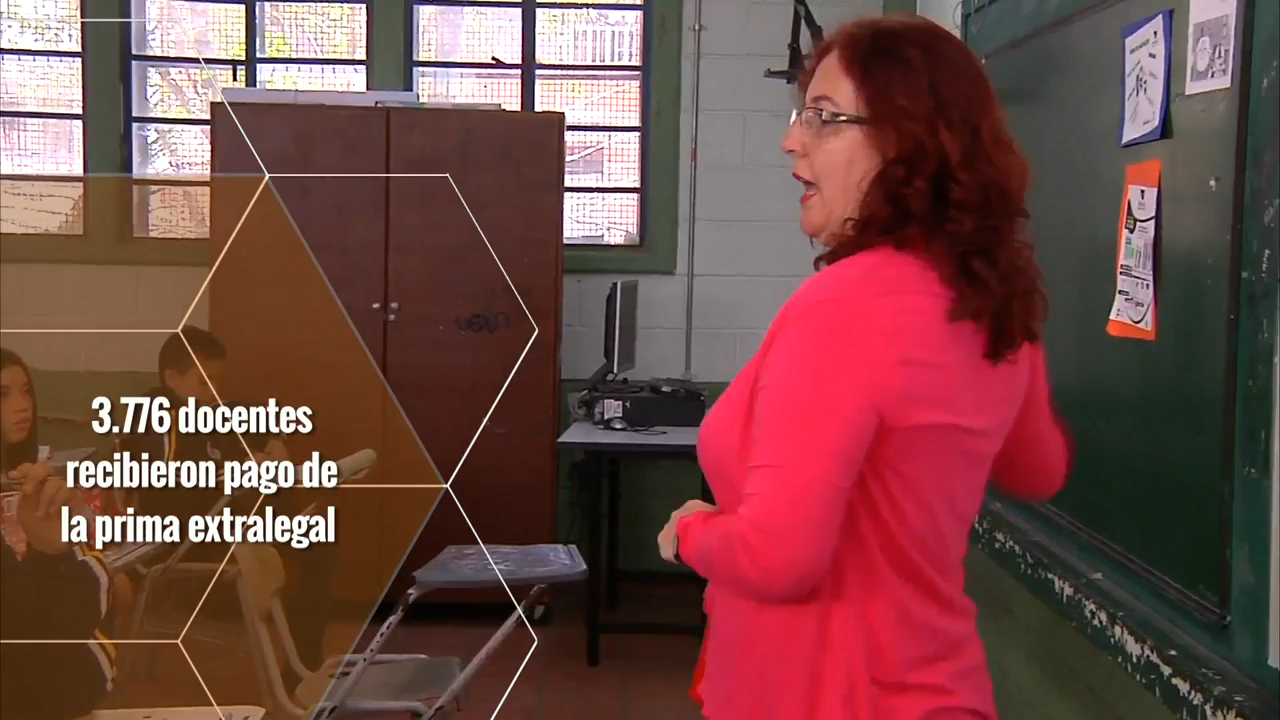 3.776 docentes
recibieron pago de
la prima extralegal